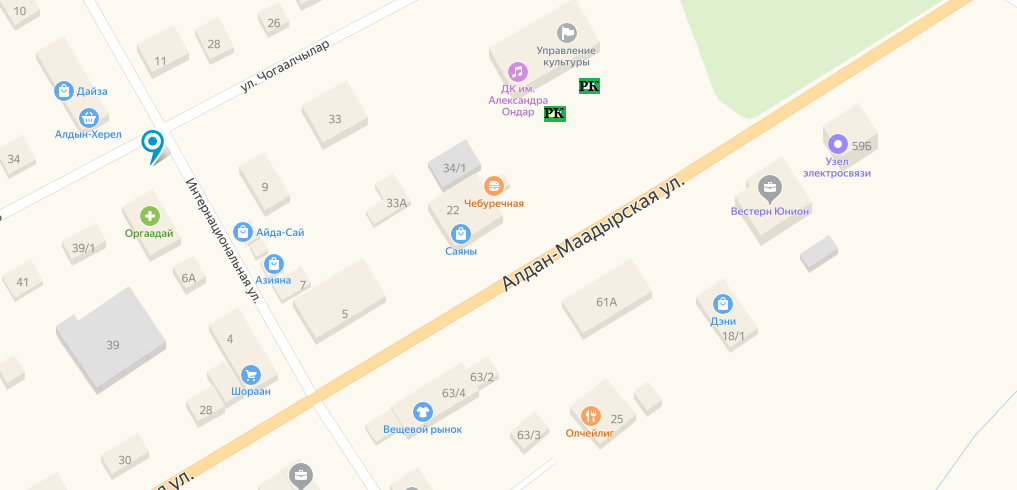 10
26
28
11
ул. Чогаалчылар
Управление
культуры
ДК им.
Александра
Ондар
РК
РК
Дайза
Алдын-Херел
33
34
34/1
59Б
Узел
электросвязи
9
33А
Чебуречная
22
Саяны
Вестерн Юнион
Интернациональная ул.
Оргаадай
Айда-Сай
39/1
Азияна
41
6А
7
5
Алдан-Маадырская ул.
61А
Дэни
18/1
39
4
Шораан
28
63/2
63/4
Вещевой рынок
63/3
25
Олчейлиг
30
я ул.